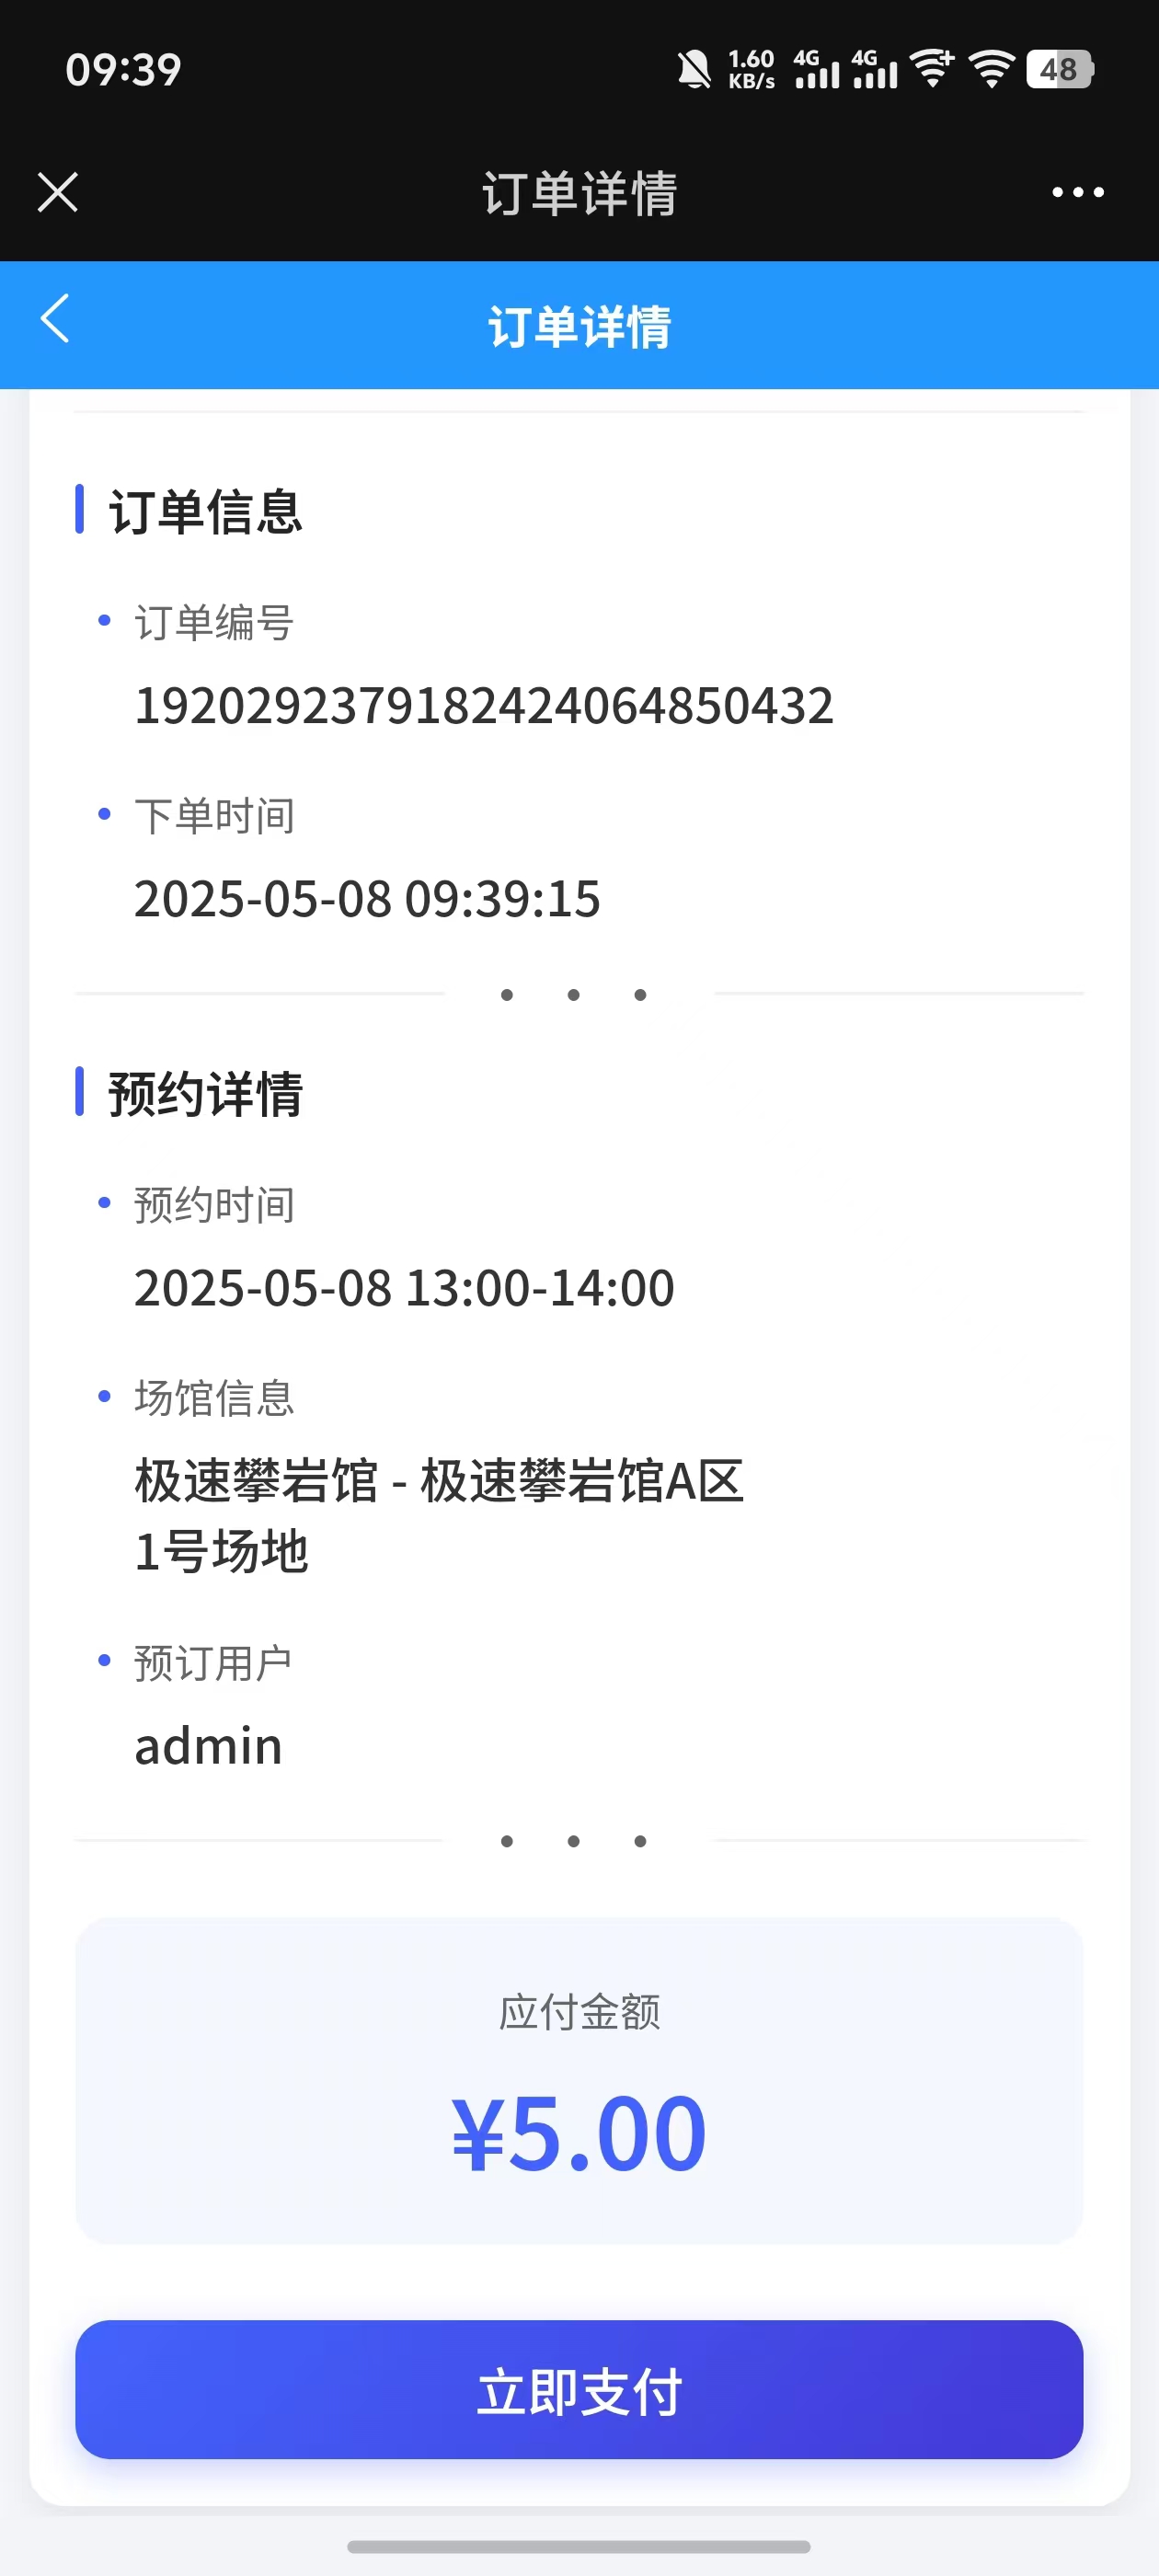 09:39
1.60
KB/s
4G
4G
48
订单详情
订单详情
订单信息
订单编号
1920292379182424064850432
下单时间
2025-05-08 09:39:15
预约详情
预约时间
2025-05-08 13:00-14:00
场馆信息
极速攀岩馆 - 极速攀岩馆A区
1号场地
预订用户
admin
应付金额
¥5.00
立即支付